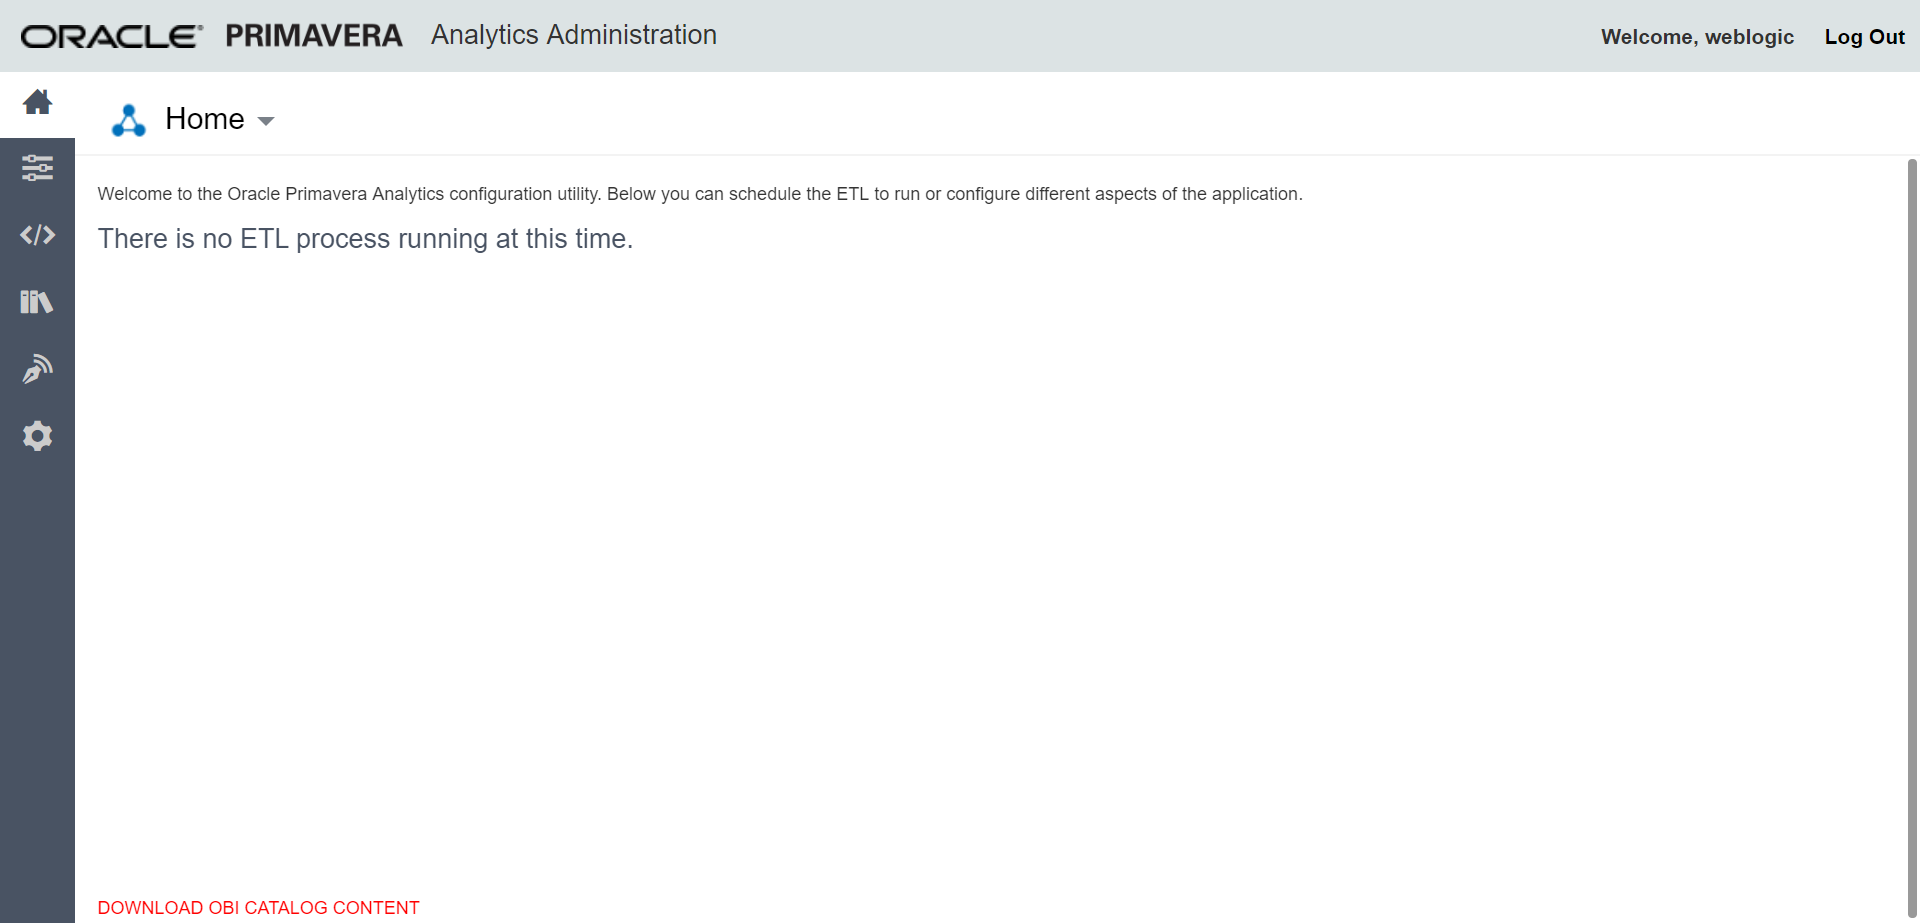 ORACLE® PRIMAVERA Analytics Administration Welcome, weblogic Log Out
Home
Welcome to the Oracle Primavera Analytics configuration utility. Below you can schedule the ETL to run or configure different aspects of the application.
There is no ETL process running at this time.
DOWNLOAD OBI CATALOG CONTENT